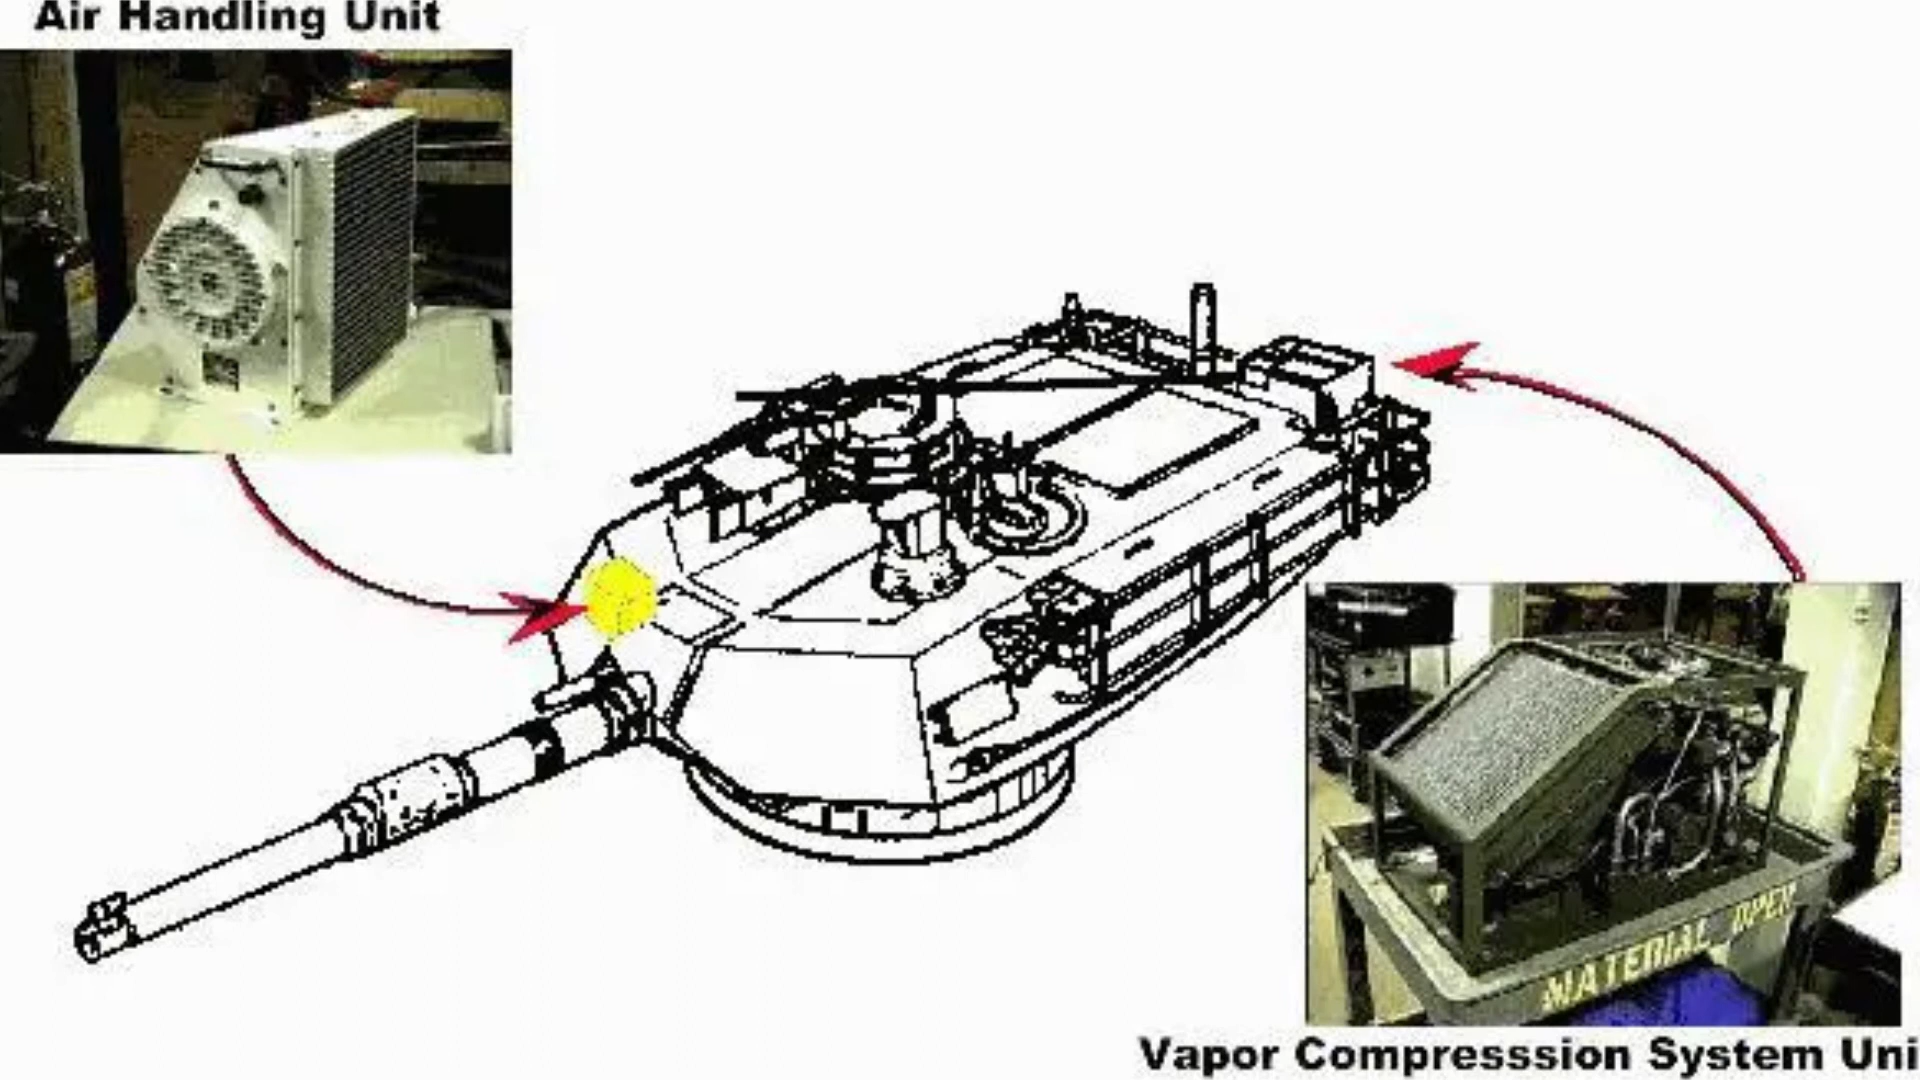 Air Handling Unit
MATERIAL OPER
Vapor Compresssion System Uni